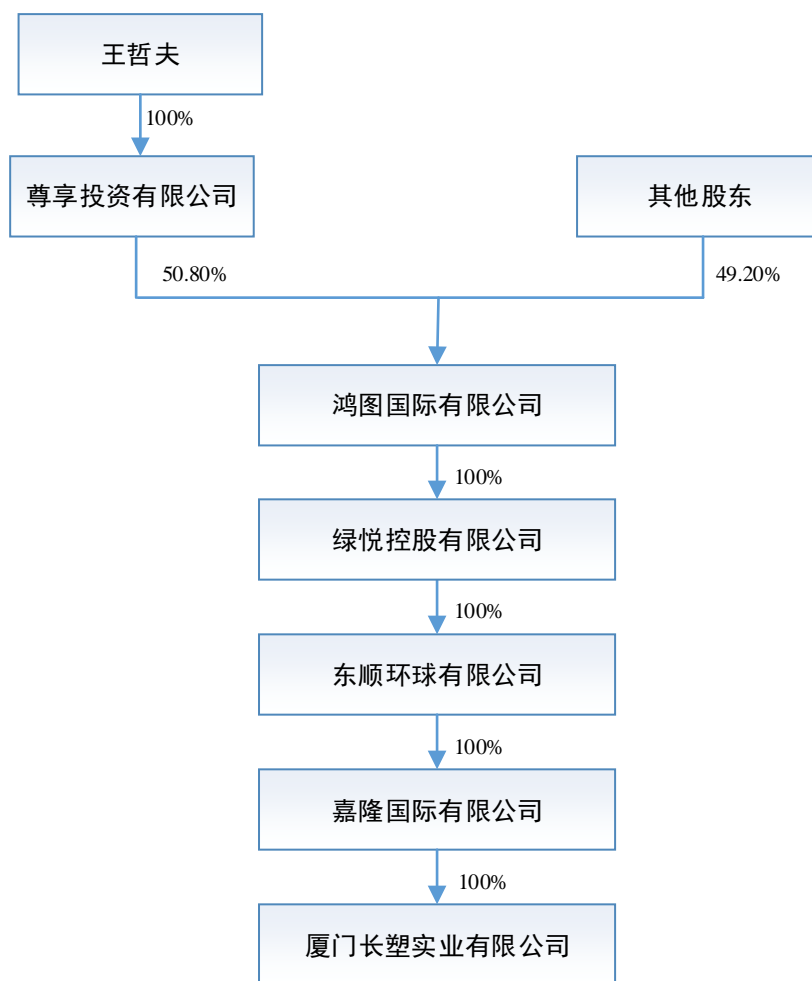 王哲夫
100%
尊享投资有限公司
其他股东
50.80%
49.20%
鸿图国际有限公司
100%
绿悦控股有限公司
100%
东顺环球有限公司
100%
嘉隆国际有限公司
100%
厦门长塑实业有限公司